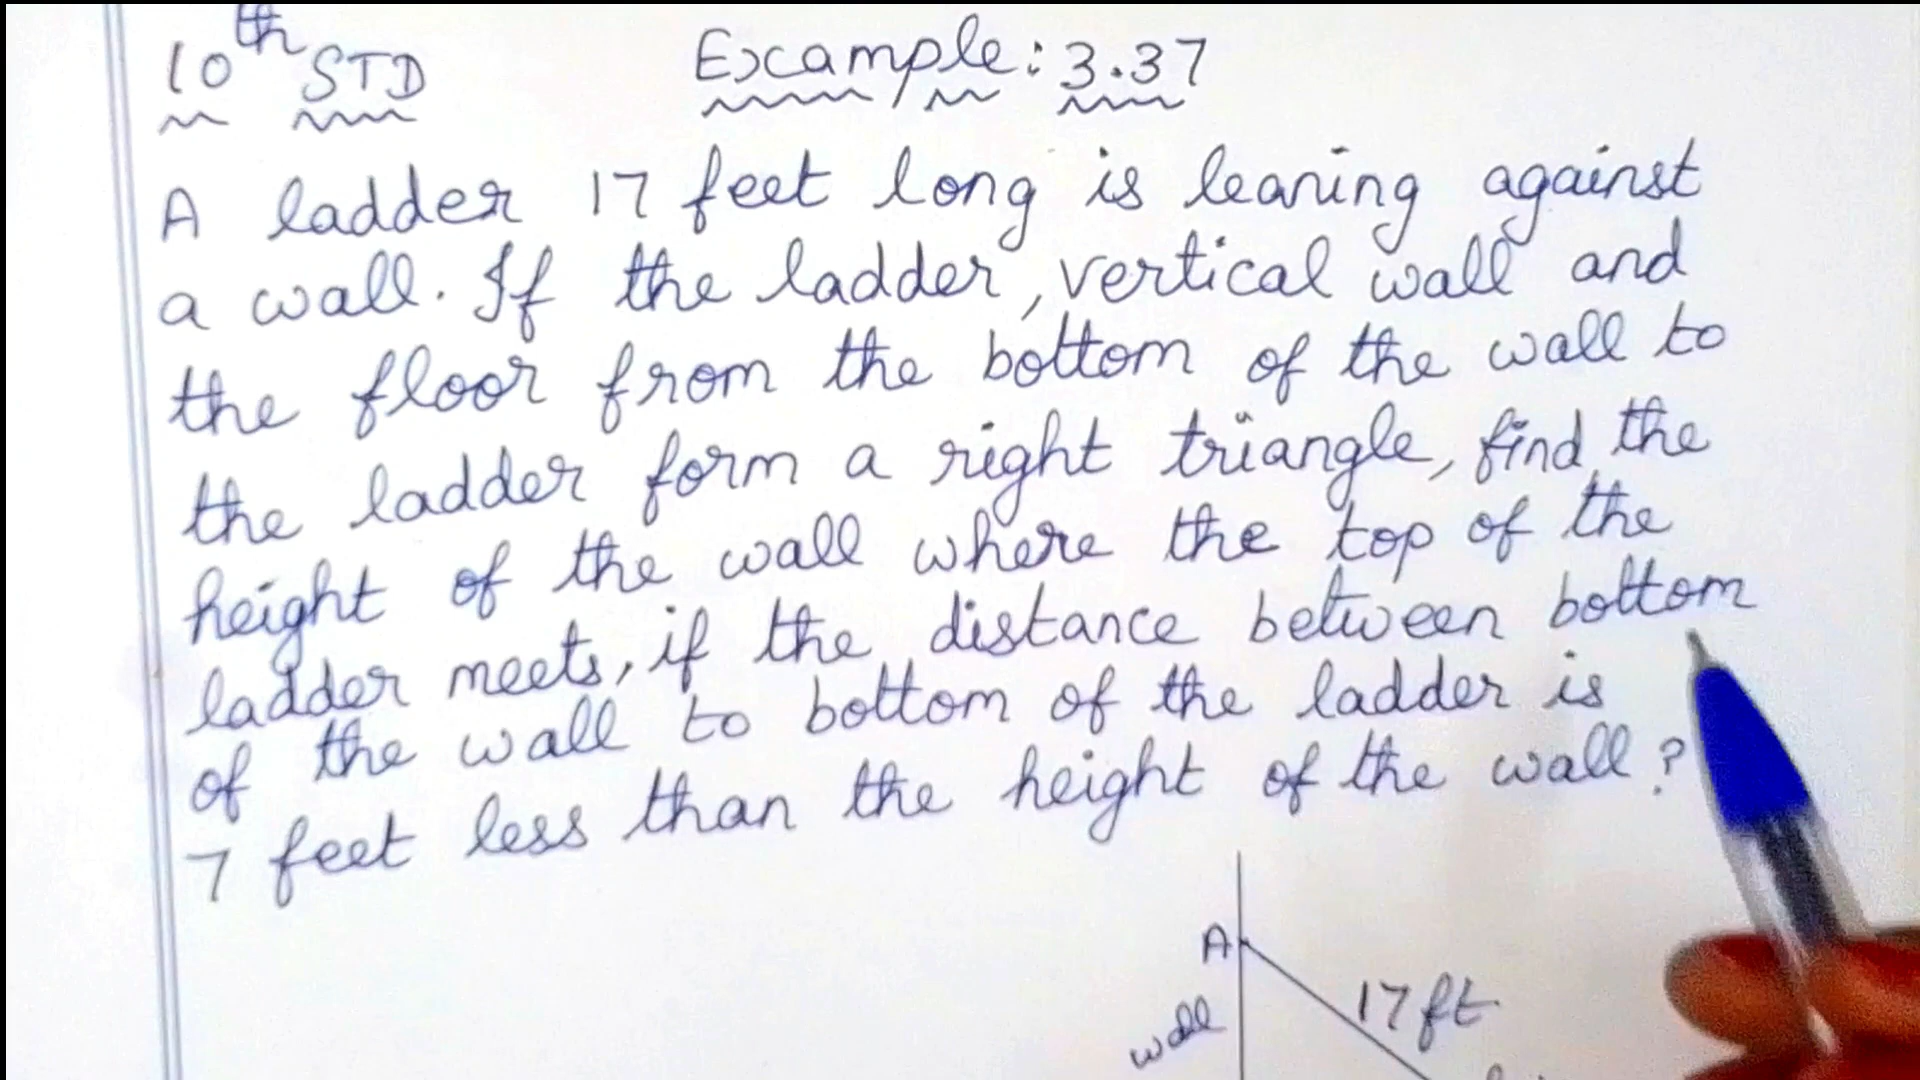 10th STD Example: 3.37
A ladder 17 feet long is leaning against
a wall. If the ladder, vertical wall and
the floor from the bottom of the wall to
the ladder form a right triangle, find the
height of the wall where the top of the
ladder meets, if the distance between bottom
of the wall to bottom of the ladder is
7 feet less than the height of the wall?
A
17 ft
wall